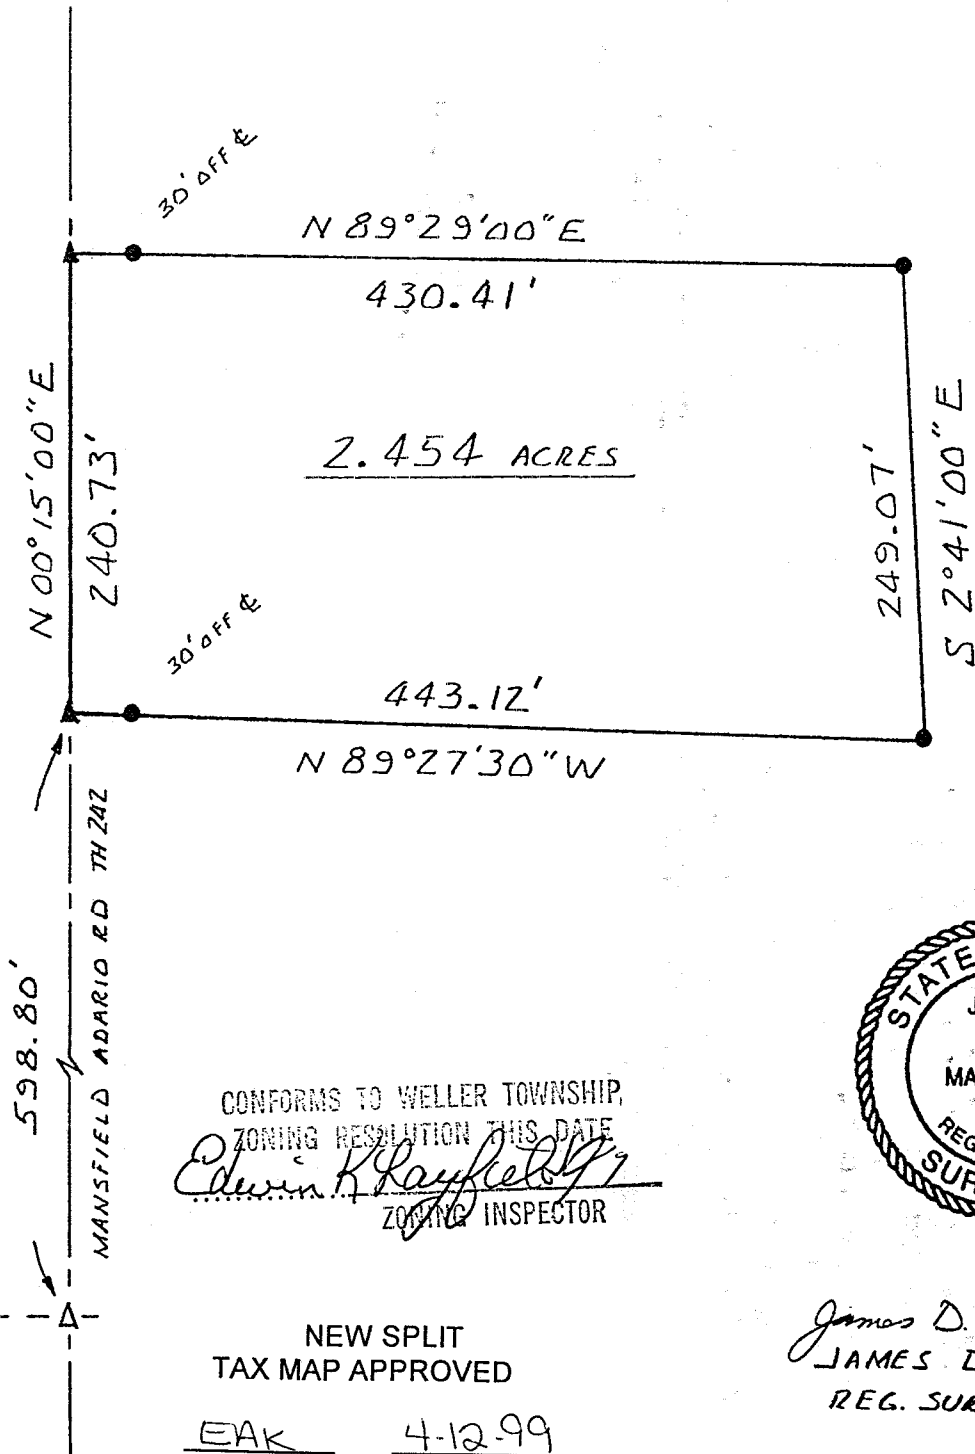 30' OFF ℄
N 89°29'00" E
430.41'
N 00°15'00" E
240.73'
2.454 ACRES
249.07'
S 2°41'00" E
30' OFF ℄
443.12'
N 89°27'30" W
MANSFIELD ADARIO RD TH 242
598.80'
CONFORMS TO WELLER TOWNSHIP
ZONING RESOLUTION THIS DATE
Edwin K
ZONING INSPECTOR
STATE
J
MA
REG
SUR
NEW SPLIT
TAX MAP APPROVED
EAK 4-12-99
James D.
JAMES D
REG. SUR